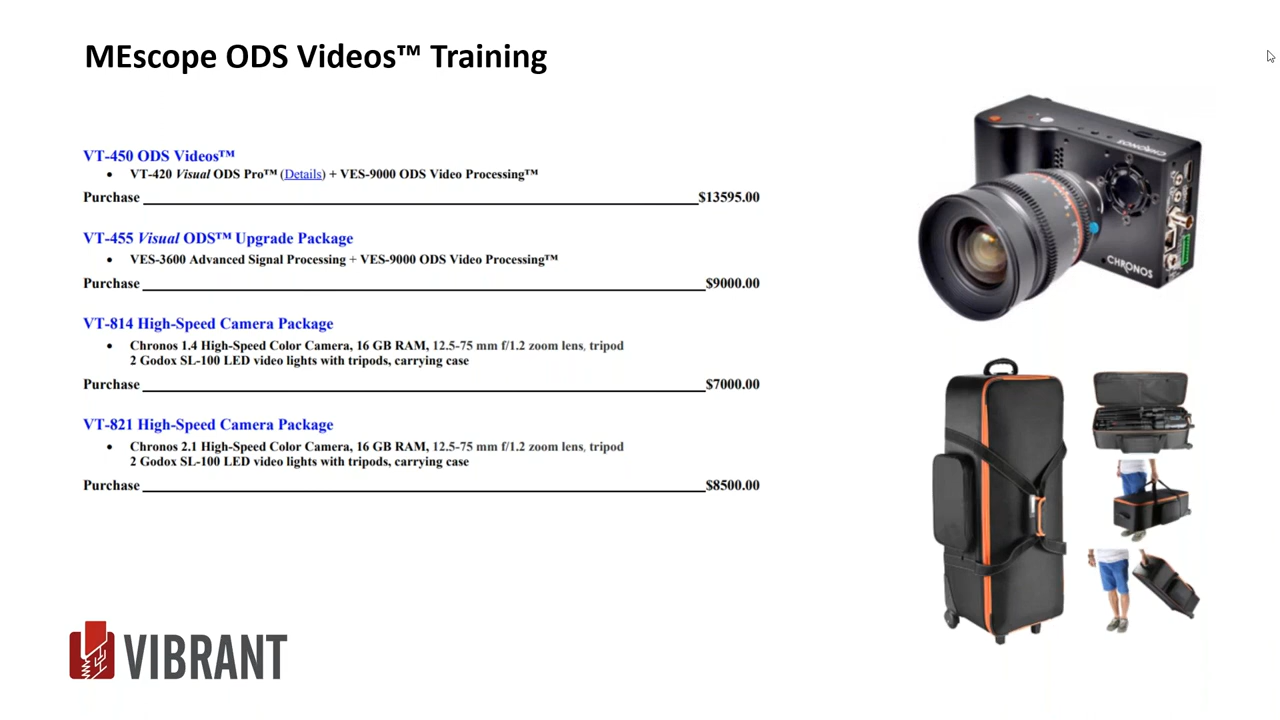 MEscope ODS Videos™ Training
VT-450 ODS Videos™
• VT-420 Visual ODS Pro™ (Details) + VES-9000 ODS Video Processing™
Purchase $13595.00
VT-455 Visual ODS™ Upgrade Package
• VES-3600 Advanced Signal Processing + VES-9000 ODS Video Processing™
Purchase $9000.00
VT-814 High-Speed Camera Package
• Chronos 1.4 High-Speed Color Camera, 16 GB RAM, 12.5-75 mm f/1.2 zoom lens, tripod
2 Godox SL-100 LED video lights with tripods, carrying case
Purchase $7000.00
VT-821 High-Speed Camera Package
• Chronos 2.1 High-Speed Color Camera, 16 GB RAM, 12.5-75 mm f/1.2 zoom lens, tripod
2 Godox SL-100 LED video lights with tripods, carrying case
Purchase $8500.00
CHRONOS
CHRONOS
VIBRANT